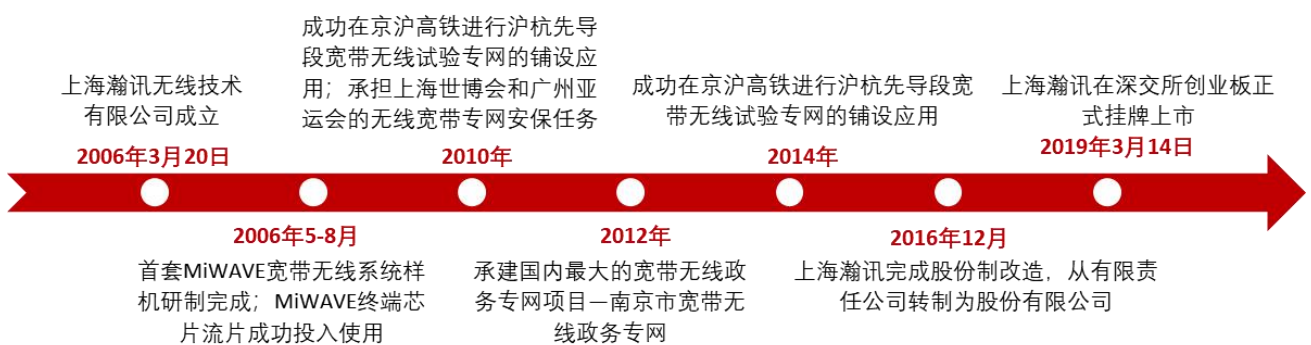 上海瀚讯无线技术
有限公司成立
2006年3月20日
首套MiWAVE宽带无线系统样
机研制完成；MiWAVE终端芯
片流片成功投入使用
2006年5-8月
成功在京沪高铁进行沪杭先导
段宽带无线试验专网的铺设应
用；承担上海世博会和广州亚
运会的无线宽带专网安保任务
2010年
2012年
承建国内最大的宽带无线政
务专网项目—南京市宽带无
线政务专网
成功在京沪高铁进行沪杭先导段宽
带无线试验专网的铺设应用
2014年
2016年12月
上海瀚讯完成股份制改造，从有限责
任公司转制为股份有限公司
上海瀚讯在深交所创业板正
式挂牌上市
2019年3月14日